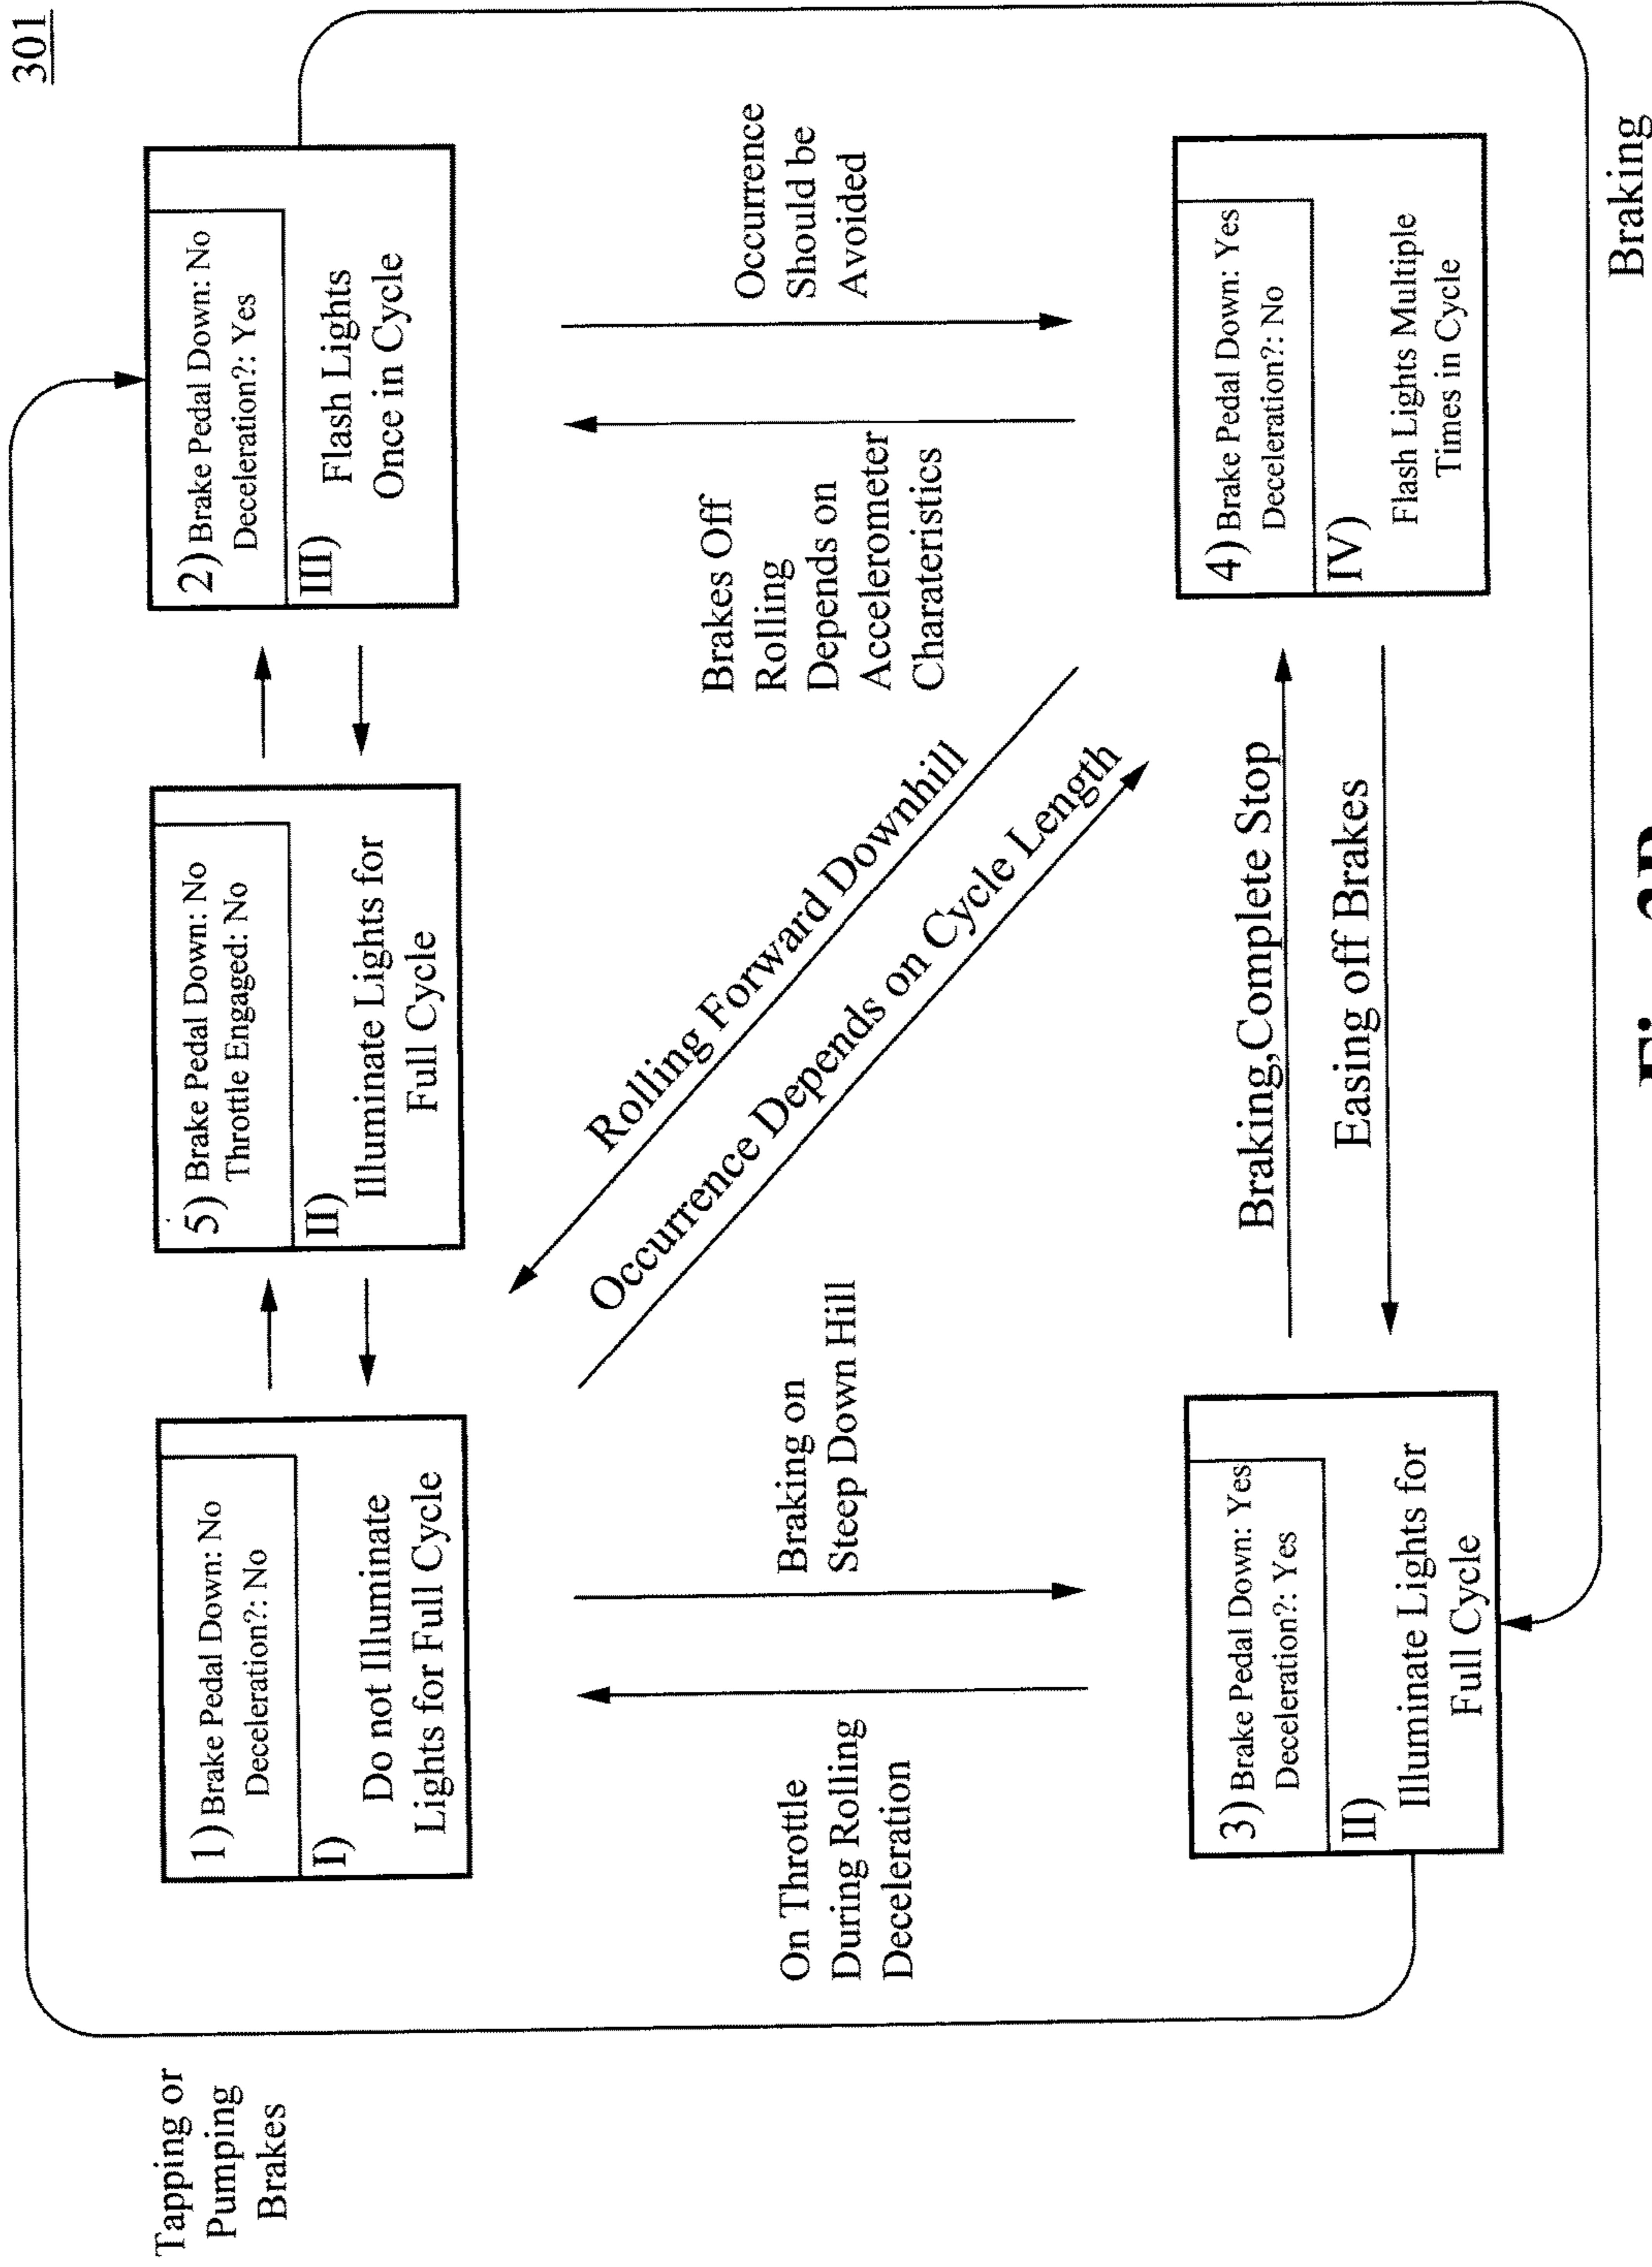 301
Tapping or
Pumping
Brakes
1) Brake Pedal Down: No
Deceleration?: No
I)
Do not Illuminate
Lights for Full Cycle
5) Brake Pedal Down: No
Throttle Engaged: No
II)
Illuminate Lights for
Full Cycle
2) Brake Pedal Down: No
Deceleration?: Yes
III)
Flash Lights
Once in Cycle
On Throttle
During Rolling
Deceleration
Braking on
Steep Down Hill
Rolling Forward Downhill
Occurrence Depends on Cycle Length
Brakes Off
Rolling
Depends on
Accelerometer
Charateristics
Occurrence
Should be
Avoided
3) Brake Pedal Down: Yes
Deceleration?: Yes
II)
Illuminate Lights for
Full Cycle
Braking,Complete Stop
Easing off Brakes
4) Brake Pedal Down: Yes
Deceleration?: No
IV)
Flash Lights Multiple
Times in Cycle
Braking